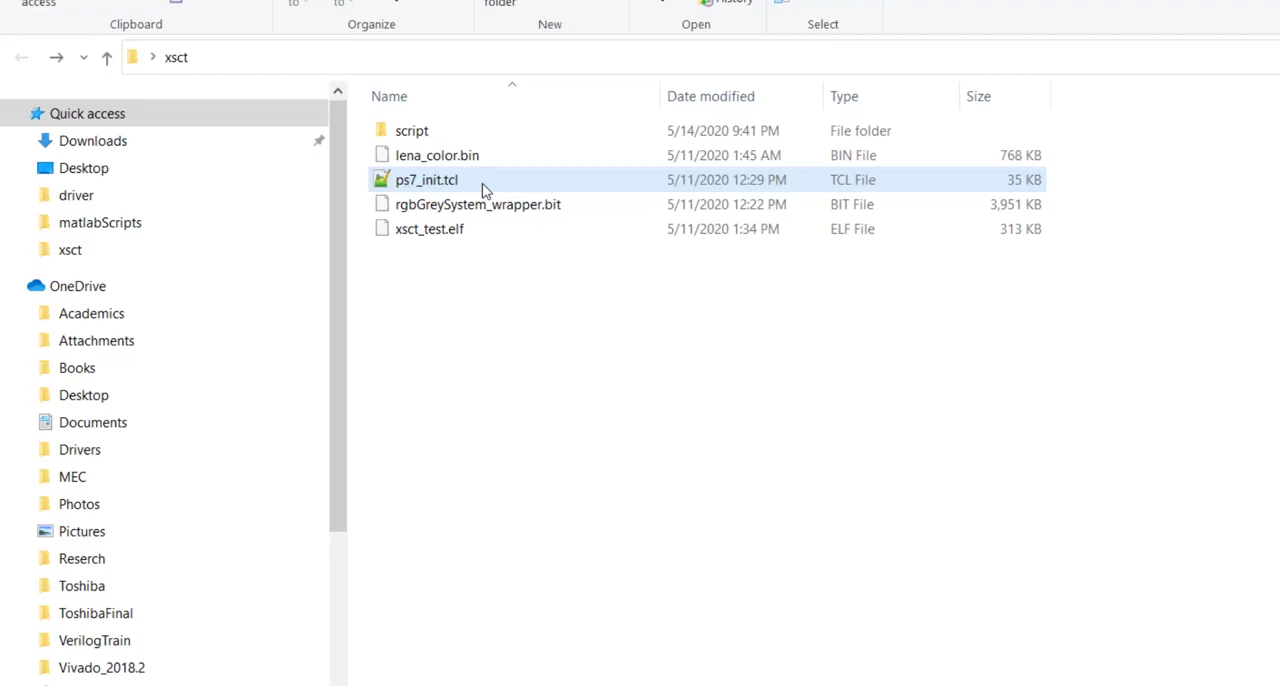 access
to
to
folder
History
Clipboard
Organize
New
Open
Select
xsct
Name
Date modified
Type
Size
Quick access
Downloads
Desktop
driver
matlabScripts
xsct
OneDrive
Academics
Attachments
Books
Desktop
Documents
Drivers
MEC
Photos
Pictures
Reserch
Toshiba
ToshibaFinal
VerilogTrain
Vivado_2018.2
script 5/14/2020 9:41 PM File folder
lena_color.bin 5/11/2020 1:45 AM BIN File 768 KB
ps7_init.tcl 5/11/2020 12:29 PM TCL File 35 KB
rgbGreySystem_wrapper.bit 5/11/2020 12:22 PM BIT File 3,951 KB
xsct_test.elf 5/11/2020 1:34 PM ELF File 313 KB